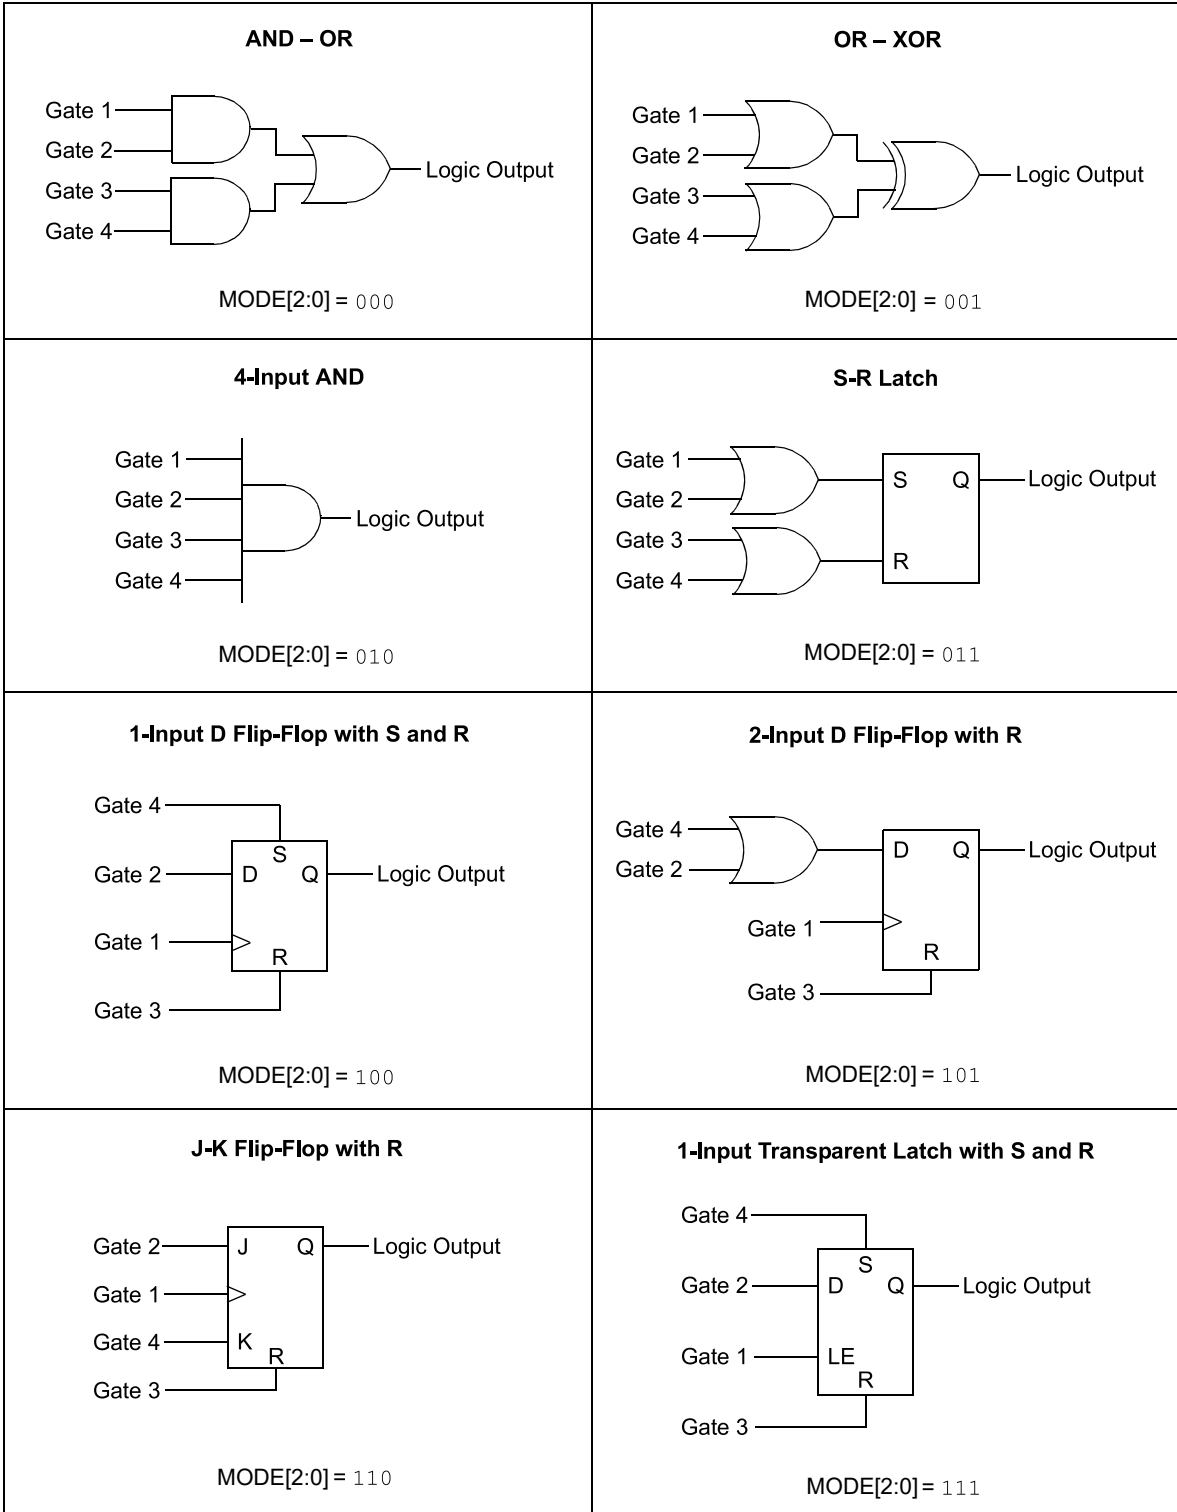 AND – OR
Gate 1
Gate 2
Gate 3
Gate 4
Logic Output
MODE[2:0] = 000
OR – XOR
Gate 1
Gate 2
Gate 3
Gate 4
Logic Output
MODE[2:0] = 001
4-Input AND
Gate 1
Gate 2
Gate 3
Gate 4
Logic Output
MODE[2:0] = 010
S-R Latch
Gate 1
Gate 2
Gate 3
Gate 4
S Q
R
Logic Output
MODE[2:0] = 011
1-Input D Flip-Flop with S and R
Gate 4
S
Gate 2
D Q
Logic Output
Gate 1
R
Gate 3
MODE[2:0] = 100
2-Input D Flip-Flop with R
Gate 4
Gate 2
D Q
Logic Output
Gate 1
R
Gate 3
MODE[2:0] = 101
J-K Flip-Flop with R
Gate 2
J Q
Logic Output
Gate 1
Gate 4
K
R
Gate 3
MODE[2:0] = 110
1-Input Transparent Latch with S and R
Gate 4
S
Gate 2
D Q
Logic Output
Gate 1
LE
R
Gate 3
MODE[2:0] = 111